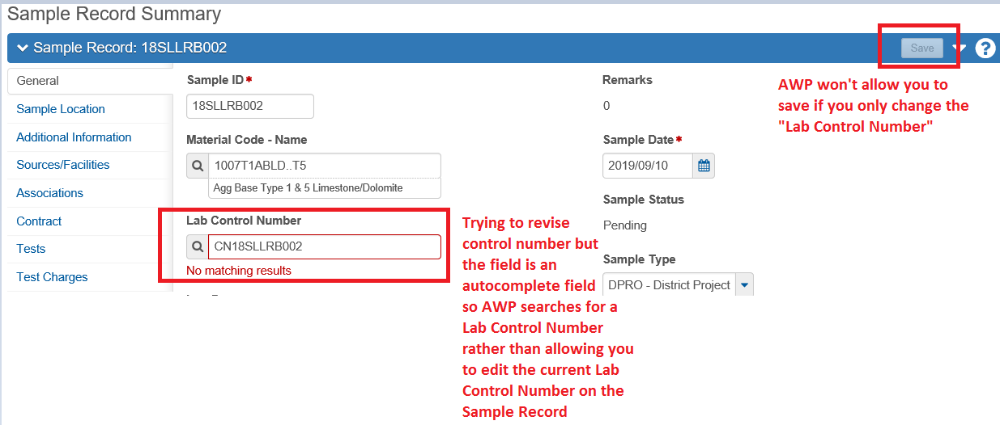 Sample Record Summary
Sample Record: 18SLLRB002
Save
?
General
Sample Location
Additional Information
Sources/Facilities
Associations
Contract
Tests
Test Charges
Sample ID*
18SLLRB002
Material Code - Name
1007T1ABLD..T5
Agg Base Type 1 & 5 Limestone/Dolomite
Lab Control Number
CN18SLLRB002
No matching results
Trying to revise
control number but
the field is an
autocomplete field
so AWP searches for a
Lab Control Number
rather than allowing you
to edit the current Lab
Control Number on the
Sample Record
Remarks
0
Sample Date*
2019/09/10
Sample Status
Pending
Sample Type
DPRO - District Project
AWP won't allow you to
save if you only change the
"Lab Control Number"